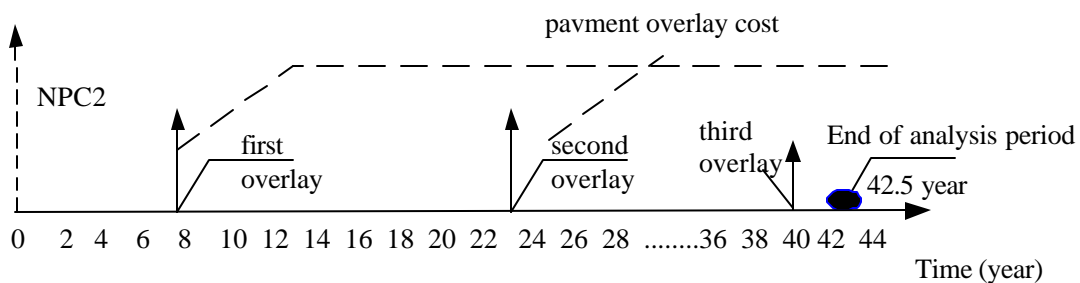 pavment overlay cost
NPC2
first
overlay
second
overlay
third
overlay
End of analysis period
42.5 year
0 2 4 6 8 10 12 14 16 18 20 22 24 26 28 ........36 38 40 42 44
Time (year)